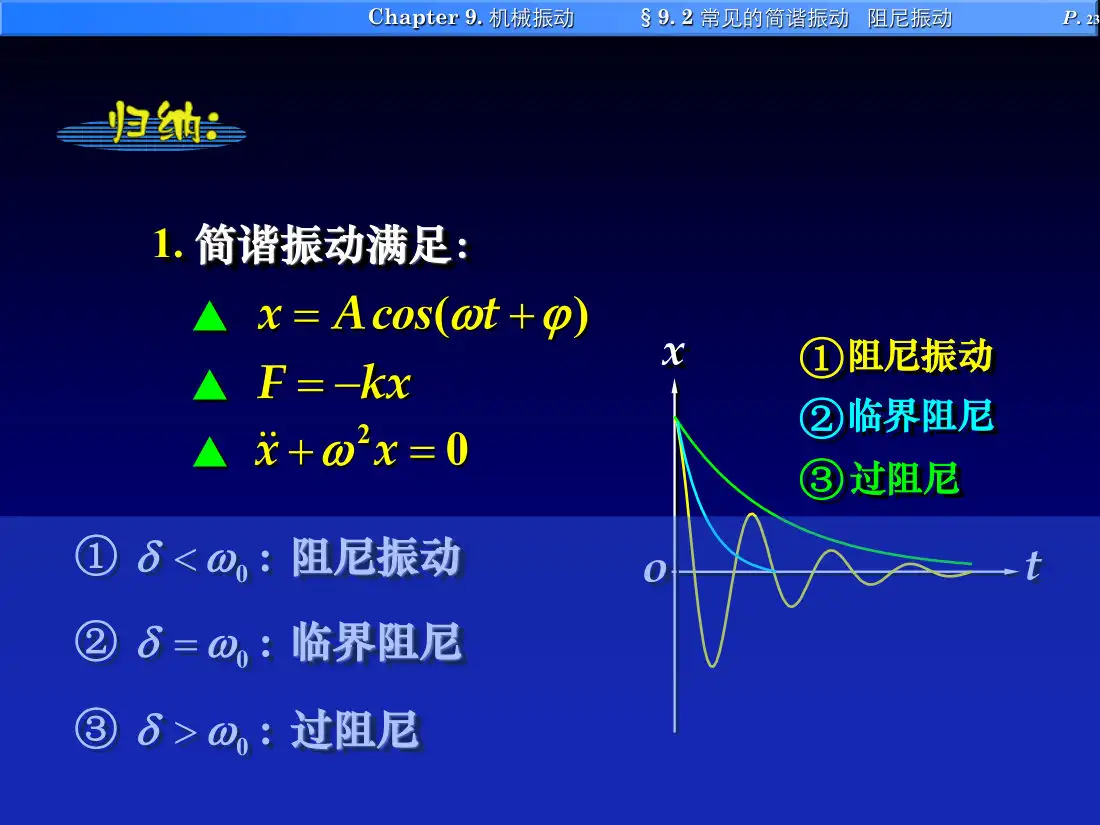 Chapter 9. 机械振动 §9. 2 常见的简谐振动 阻尼振动 P. 23
归纳:
1. 简谐振动满足:
▲ x = A cos(ωt + φ)
▲ F = −kx
▲ ẍ + ω² x = 0
x
①阻尼振动
②临界阻尼
③过阻尼
o
t
① δ < ω₀ : 阻尼振动
② δ = ω₀ : 临界阻尼
③ δ > ω₀ : 过阻尼